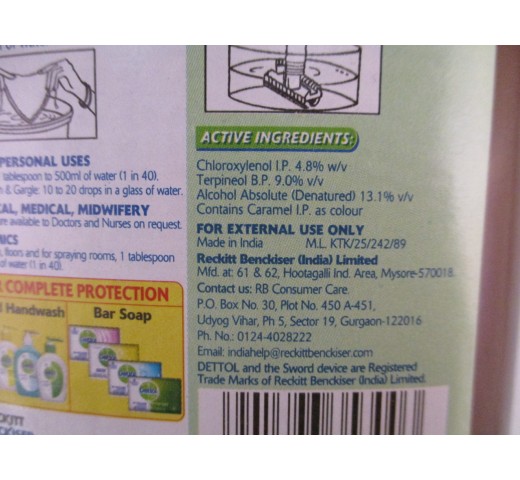 PERSONAL USES
tablespoon to 500ml of water (1 in 40).
& Gargle: 10 to 20 drops in a glass of water.
MEDICAL, MIDWIFERY
are available to Doctors and Nurses on request.
floors and for spraying rooms, 1 tablespoon
of water (1 in 40).
COMPLETE PROTECTION
Handwash
Bar Soap
ACTIVE INGREDIENTS:
Chloroxylenol I.P. 4.8% w/v
Terpineol B.P. 9.0% v/v
Alcohol Absolute (Denatured) 13.1% v/v
Contains Caramel I.P. as colour
FOR EXTERNAL USE ONLY
Made in India M.L. KTK/25/242/89
Reckitt Benckiser (India) Limited
Mfd. at: 61 & 62, Hootagalli Ind. Area, Mysore-570018.
Contact us: RB Consumer Care.
P.O. Box No. 30, Plot No. 450 A-451,
Udyog Vihar, Ph 5, Sector 19, Gurgaon-122016
Ph. No.: 0124-4028222
Email: indiahelp@reckittbenckiser.com
DETTOL and the Sword device are Registered
Trade Marks of Reckitt Benckiser (India) Limited.